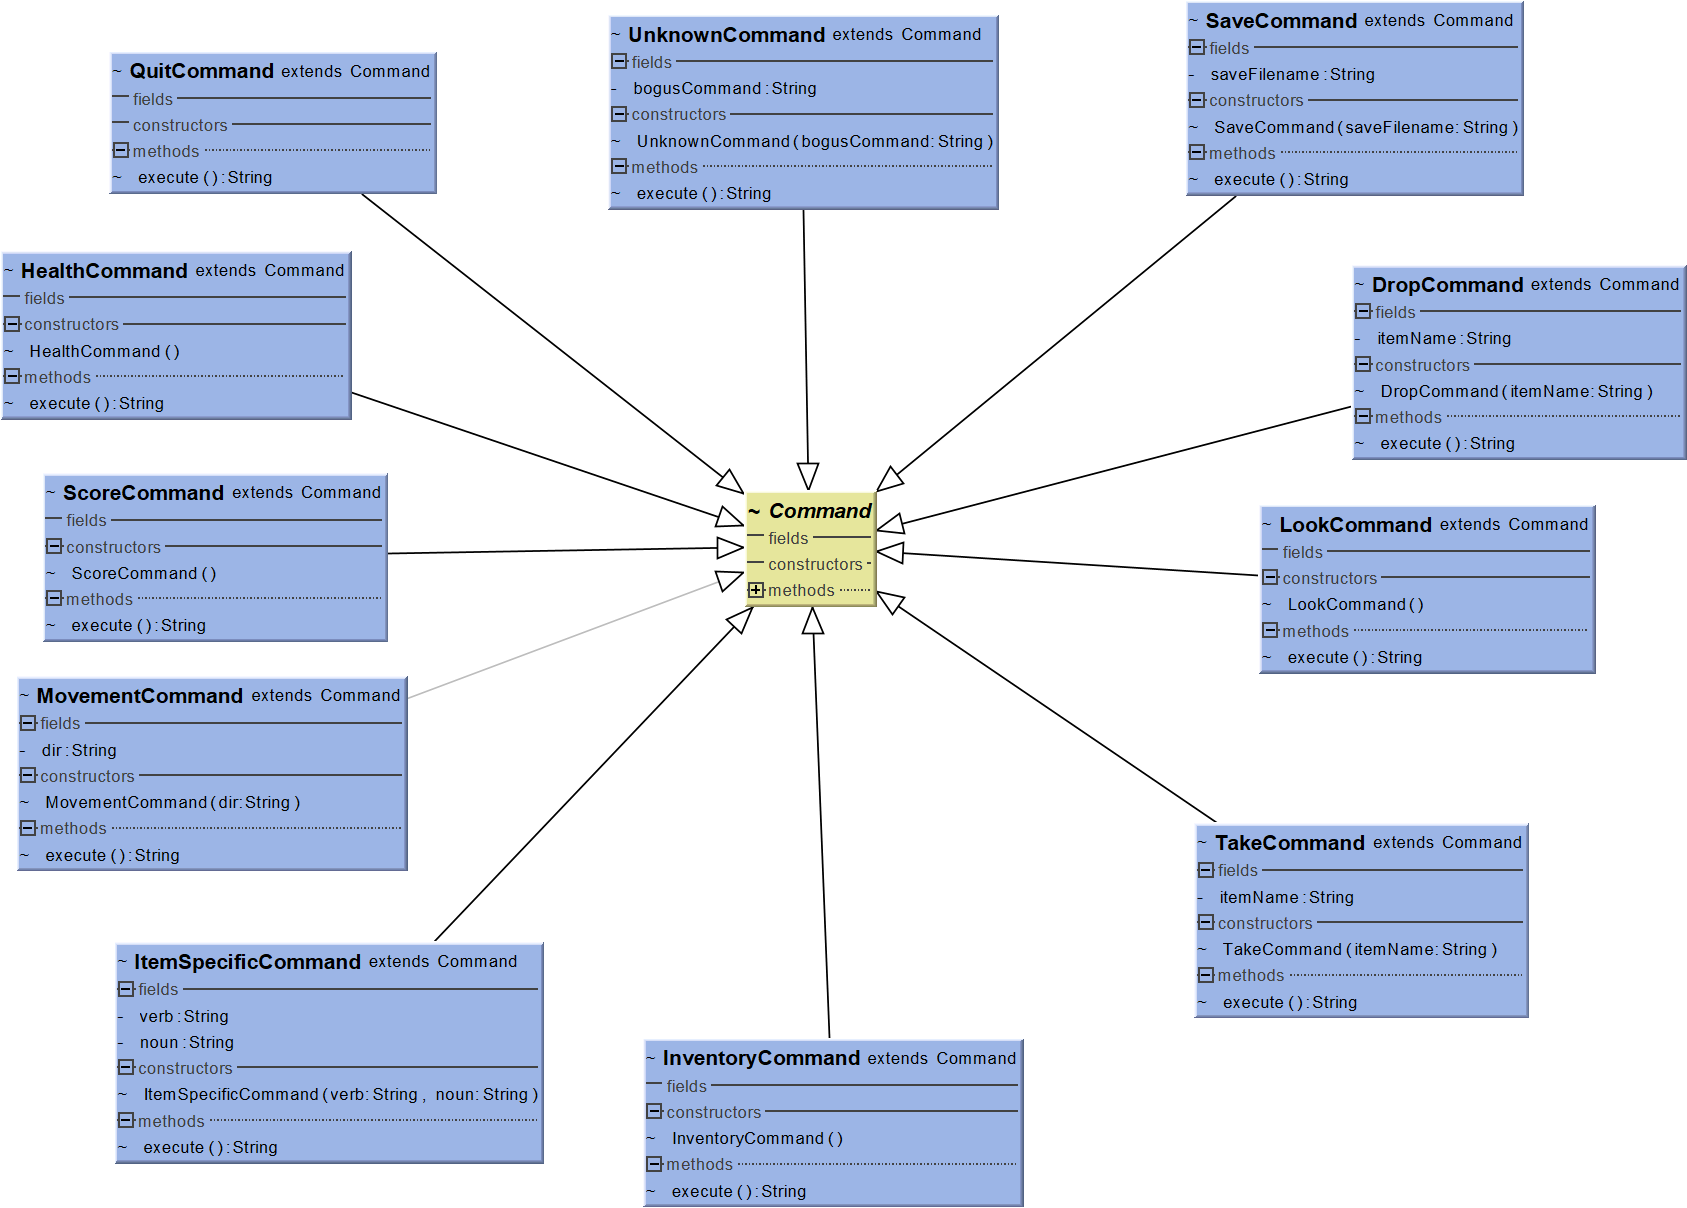 ~ QuitCommand extends Command
fields
constructors
methods
~ execute ( ) : String
~ UnknownCommand extends Command
fields
- bogusCommand : String
constructors
~ UnknownCommand ( bogusCommand: String )
methods
~ execute ( ) : String
~ SaveCommand extends Command
fields
- saveFilename : String
constructors
~ SaveCommand ( saveFilename: String )
methods
~ execute ( ) : String
~ HealthCommand extends Command
fields
constructors
~ HealthCommand ( )
methods
~ execute ( ) : String
~ DropCommand extends Command
fields
- itemName : String
constructors
~ DropCommand ( itemName: String )
methods
~ execute ( ) : String
~ ScoreCommand extends Command
fields
constructors
~ ScoreCommand ( )
methods
~ execute ( ) : String
~ Command
fields
constructors
methods
~ LookCommand extends Command
fields
constructors
~ LookCommand ( )
methods
~ execute ( ) : String
~ MovementCommand extends Command
fields
- dir : String
constructors
~ MovementCommand ( dir: String )
methods
~ execute ( ) : String
~ TakeCommand extends Command
fields
- itemName : String
constructors
~ TakeCommand ( itemName: String )
methods
~ execute ( ) : String
~ ItemSpecificCommand extends Command
fields
- verb : String
- noun : String
constructors
~ ItemSpecificCommand ( verb: String , noun: String )
methods
~ execute ( ) : String
~ InventoryCommand extends Command
fields
constructors
~ InventoryCommand ( )
methods
~ execute ( ) : String